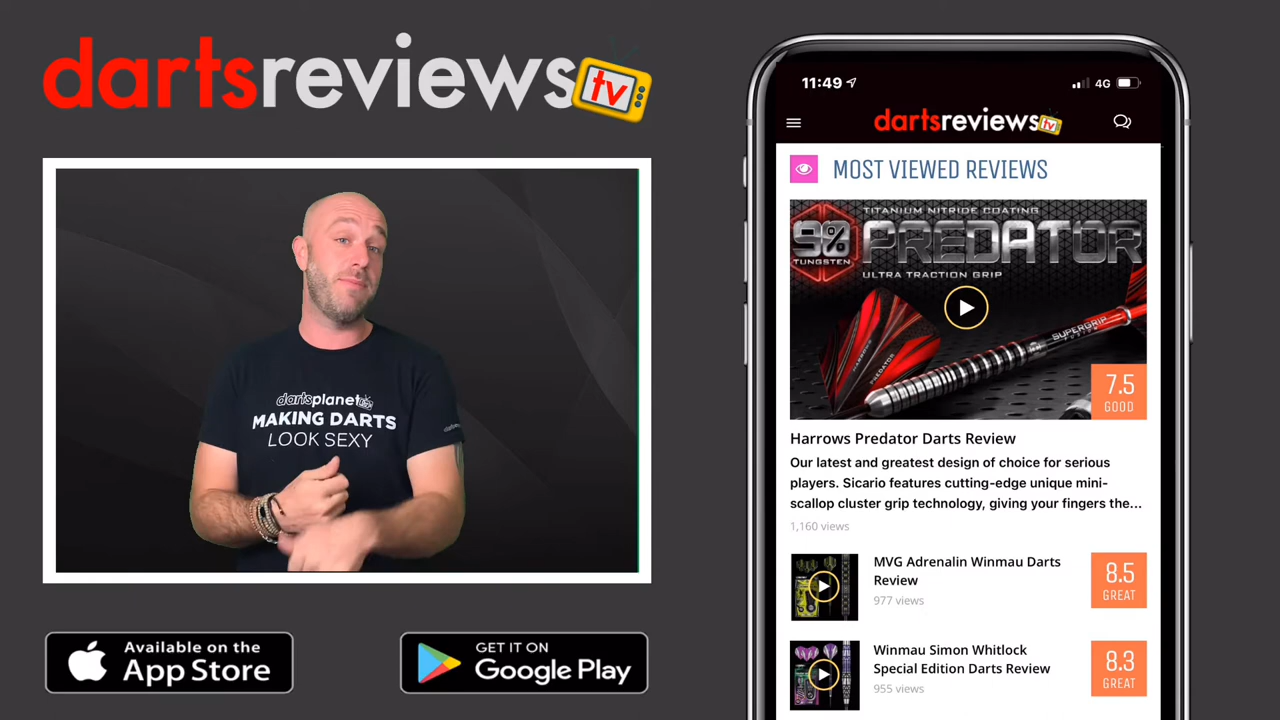 dartsreviews tv
dartsplanet
MAKING DARTS
LOOK SEXY
Available on the
App Store
GET IT ON
Google Play
11:49
4G
dartsreviews tv
MOST VIEWED REVIEWS
TITANIUM NITRIDE COATING
90%
TUNGSTEN
PREDATOR
ULTRA TRACTION GRIP
HARROWS
PREDATOR
SUPERGRIP
7.5
GOOD
Harrows Predator Darts Review
Our latest and greatest design of choice for serious
players. Sicario features cutting-edge unique mini-
scallop cluster grip technology, giving your fingers the...
1,160 views
MVG Adrenalin Winmau Darts
Review
977 views
8.5
GREAT
Winmau Simon Whitlock
Special Edition Darts Review
955 views
8.3
GREAT